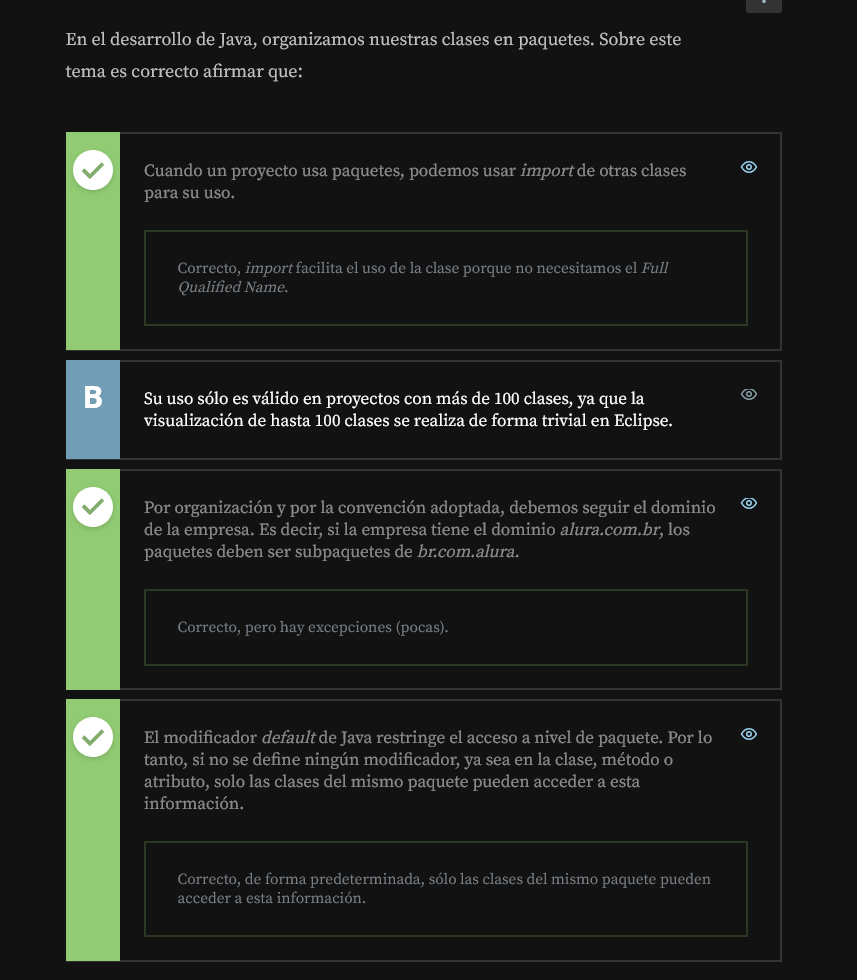 En el desarrollo de Java, organizamos nuestras clases en paquetes. Sobre este
tema es correcto afirmar que:
Cuando un proyecto usa paquetes, podemos usar import de otras clases
para su uso.
Correcto, import facilita el uso de la clase porque no necesitamos el Full
Qualified Name.
B
Su uso sólo es válido en proyectos con más de 100 clases, ya que la
visualización de hasta 100 clases se realiza de forma trivial en Eclipse.
Por organización y por la convención adoptada, debemos seguir el dominio
de la empresa. Es decir, si la empresa tiene el dominio alura.com.br, los
paquetes deben ser subpaquetes de br.com.alura.
Correcto, pero hay excepciones (pocas).
El modificador default de Java restringe el acceso a nivel de paquete. Por lo
tanto, si no se define ningún modificador, ya sea en la clase, método o
atributo, solo las clases del mismo paquete pueden acceder a esta
información.
Correcto, de forma predeterminada, sólo las clases del mismo paquete pueden
acceder a esta información.